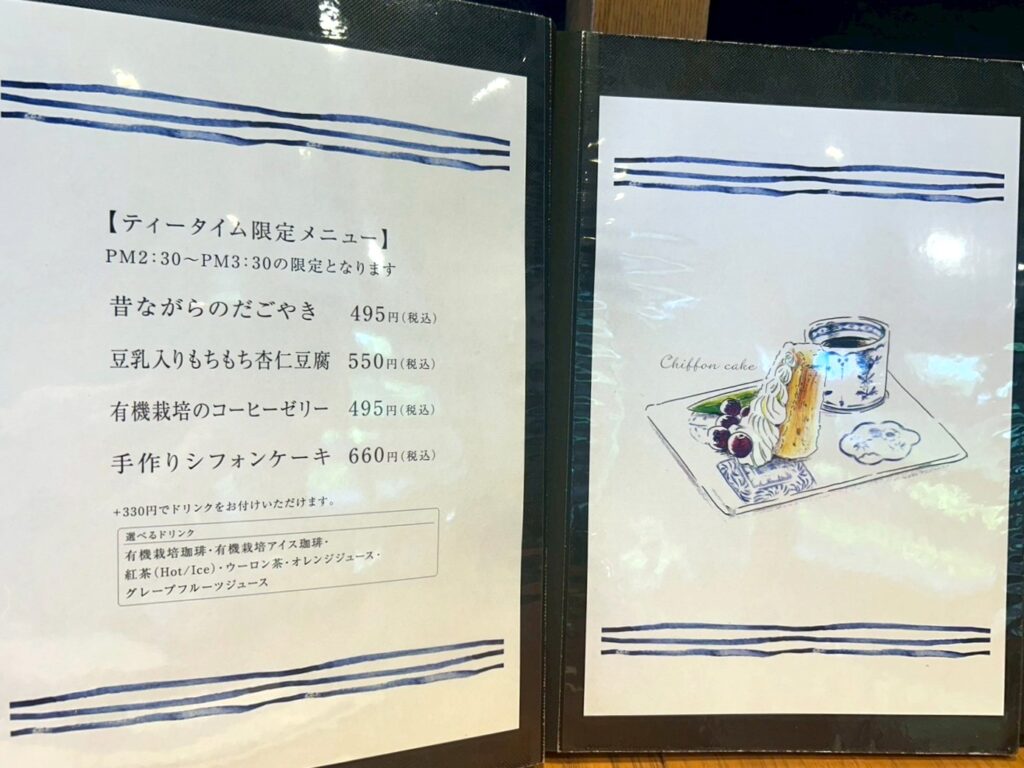 【ティータイム限定メニュー】
PM2:30～PM3:30の限定となります
昔ながらのだごやき 495円(税込)
豆乳入りもちもち杏仁豆腐 550円(税込)
有機栽培のコーヒーゼリー 495円(税込)
手作りシフォンケーキ 660円(税込)
+330円でドリンクをお付けいただけます。
選べるドリンク
有機栽培珈琲・有機栽培アイス珈琲・
紅茶(Hot/Ice)・ウーロン茶・オレンジジュース・
グレープフルーツジュース
Chiffon cake